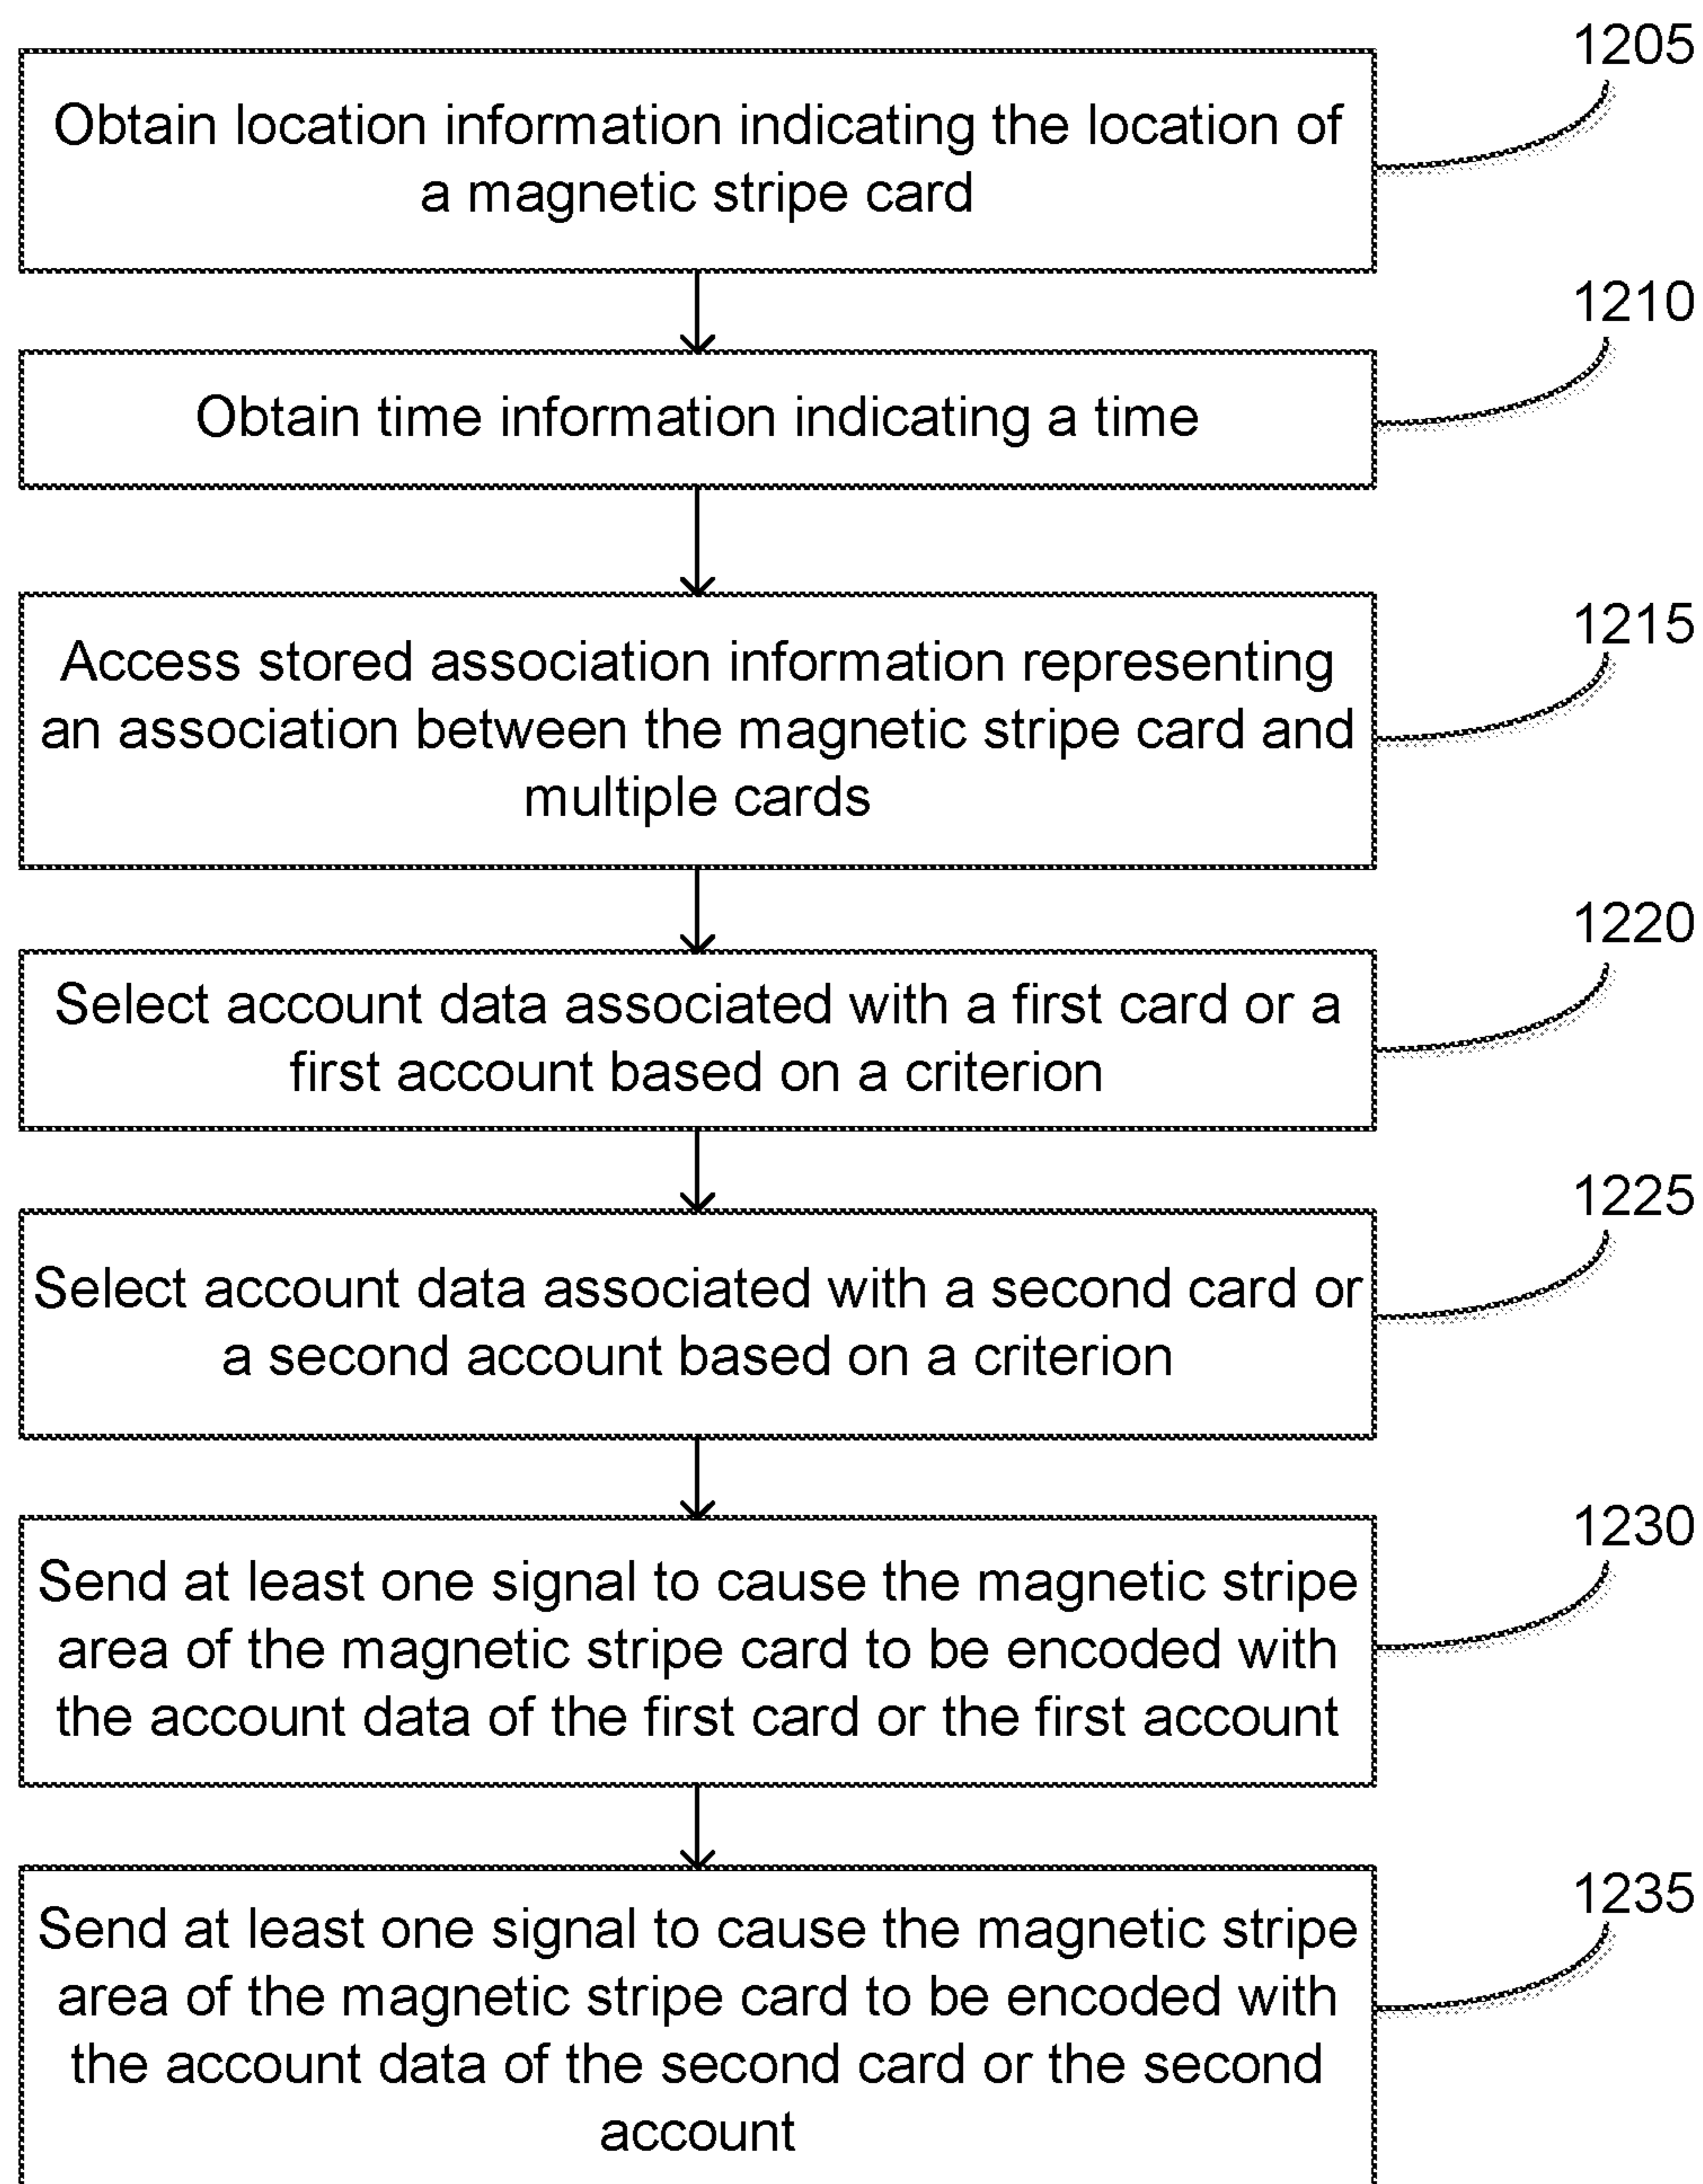 1205
Obtain location information indicating the location of
a magnetic stripe card
1210
Obtain time information indicating a time
1215
Access stored association information representing
an association between the magnetic stripe card and
multiple cards
1220
Select account data associated with a first card or a
first account based on a criterion
1225
Select account data associated with a second card or
a second account based on a criterion
1230
Send at least one signal to cause the magnetic stripe
area of the magnetic stripe card to be encoded with
the account data of the first card or the first account
1235
Send at least one signal to cause the magnetic stripe
area of the magnetic stripe card to be encoded with
the account data of the second card or the second
account